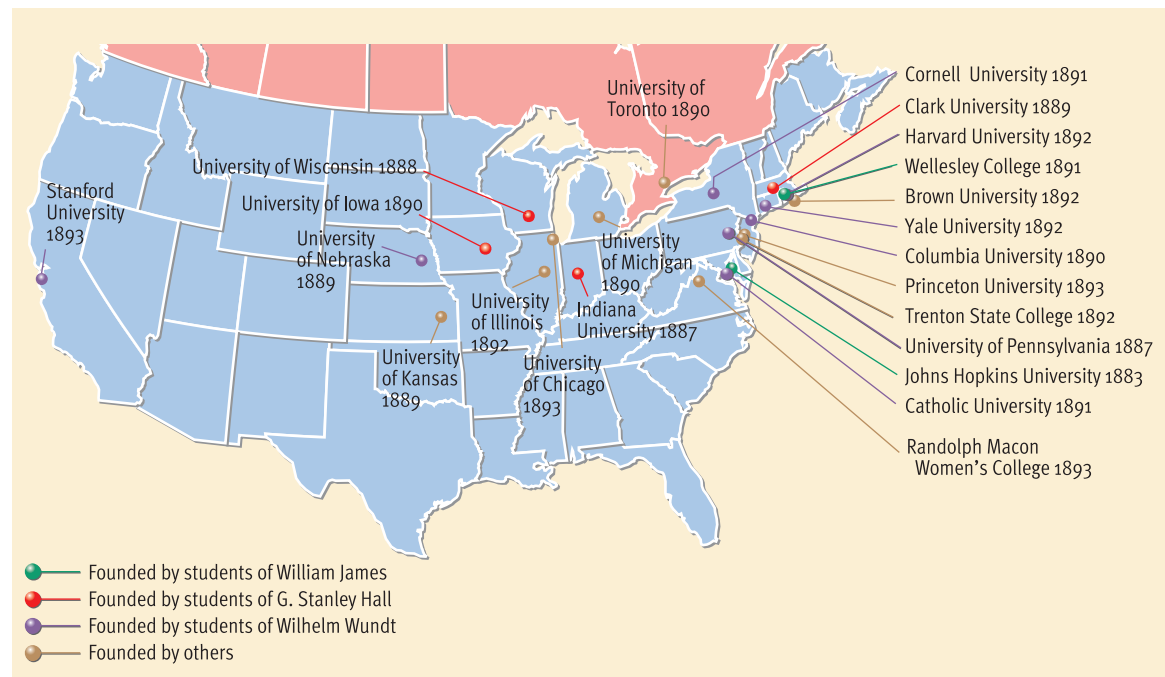 University of
Toronto 1890
University of Wisconsin 1888
Stanford
University
1893
University of Iowa 1890
University
of Nebraska
1889
University
of Michigan
1890
University
of Illinois
1892
Indiana
University 1887
University
of Kansas
1889
University
of Chicago
1893
Cornell University 1891
Clark University 1889
Harvard University 1892
Wellesley College 1891
Brown University 1892
Yale University 1892
Columbia University 1890
Princeton University 1893
Trenton State College 1892
University of Pennsylvania 1887
Johns Hopkins University 1883
Catholic University 1891
Randolph Macon
Women's College 1893
Founded by students of William James
Founded by students of G. Stanley Hall
Founded by students of Wilhelm Wundt
Founded by others